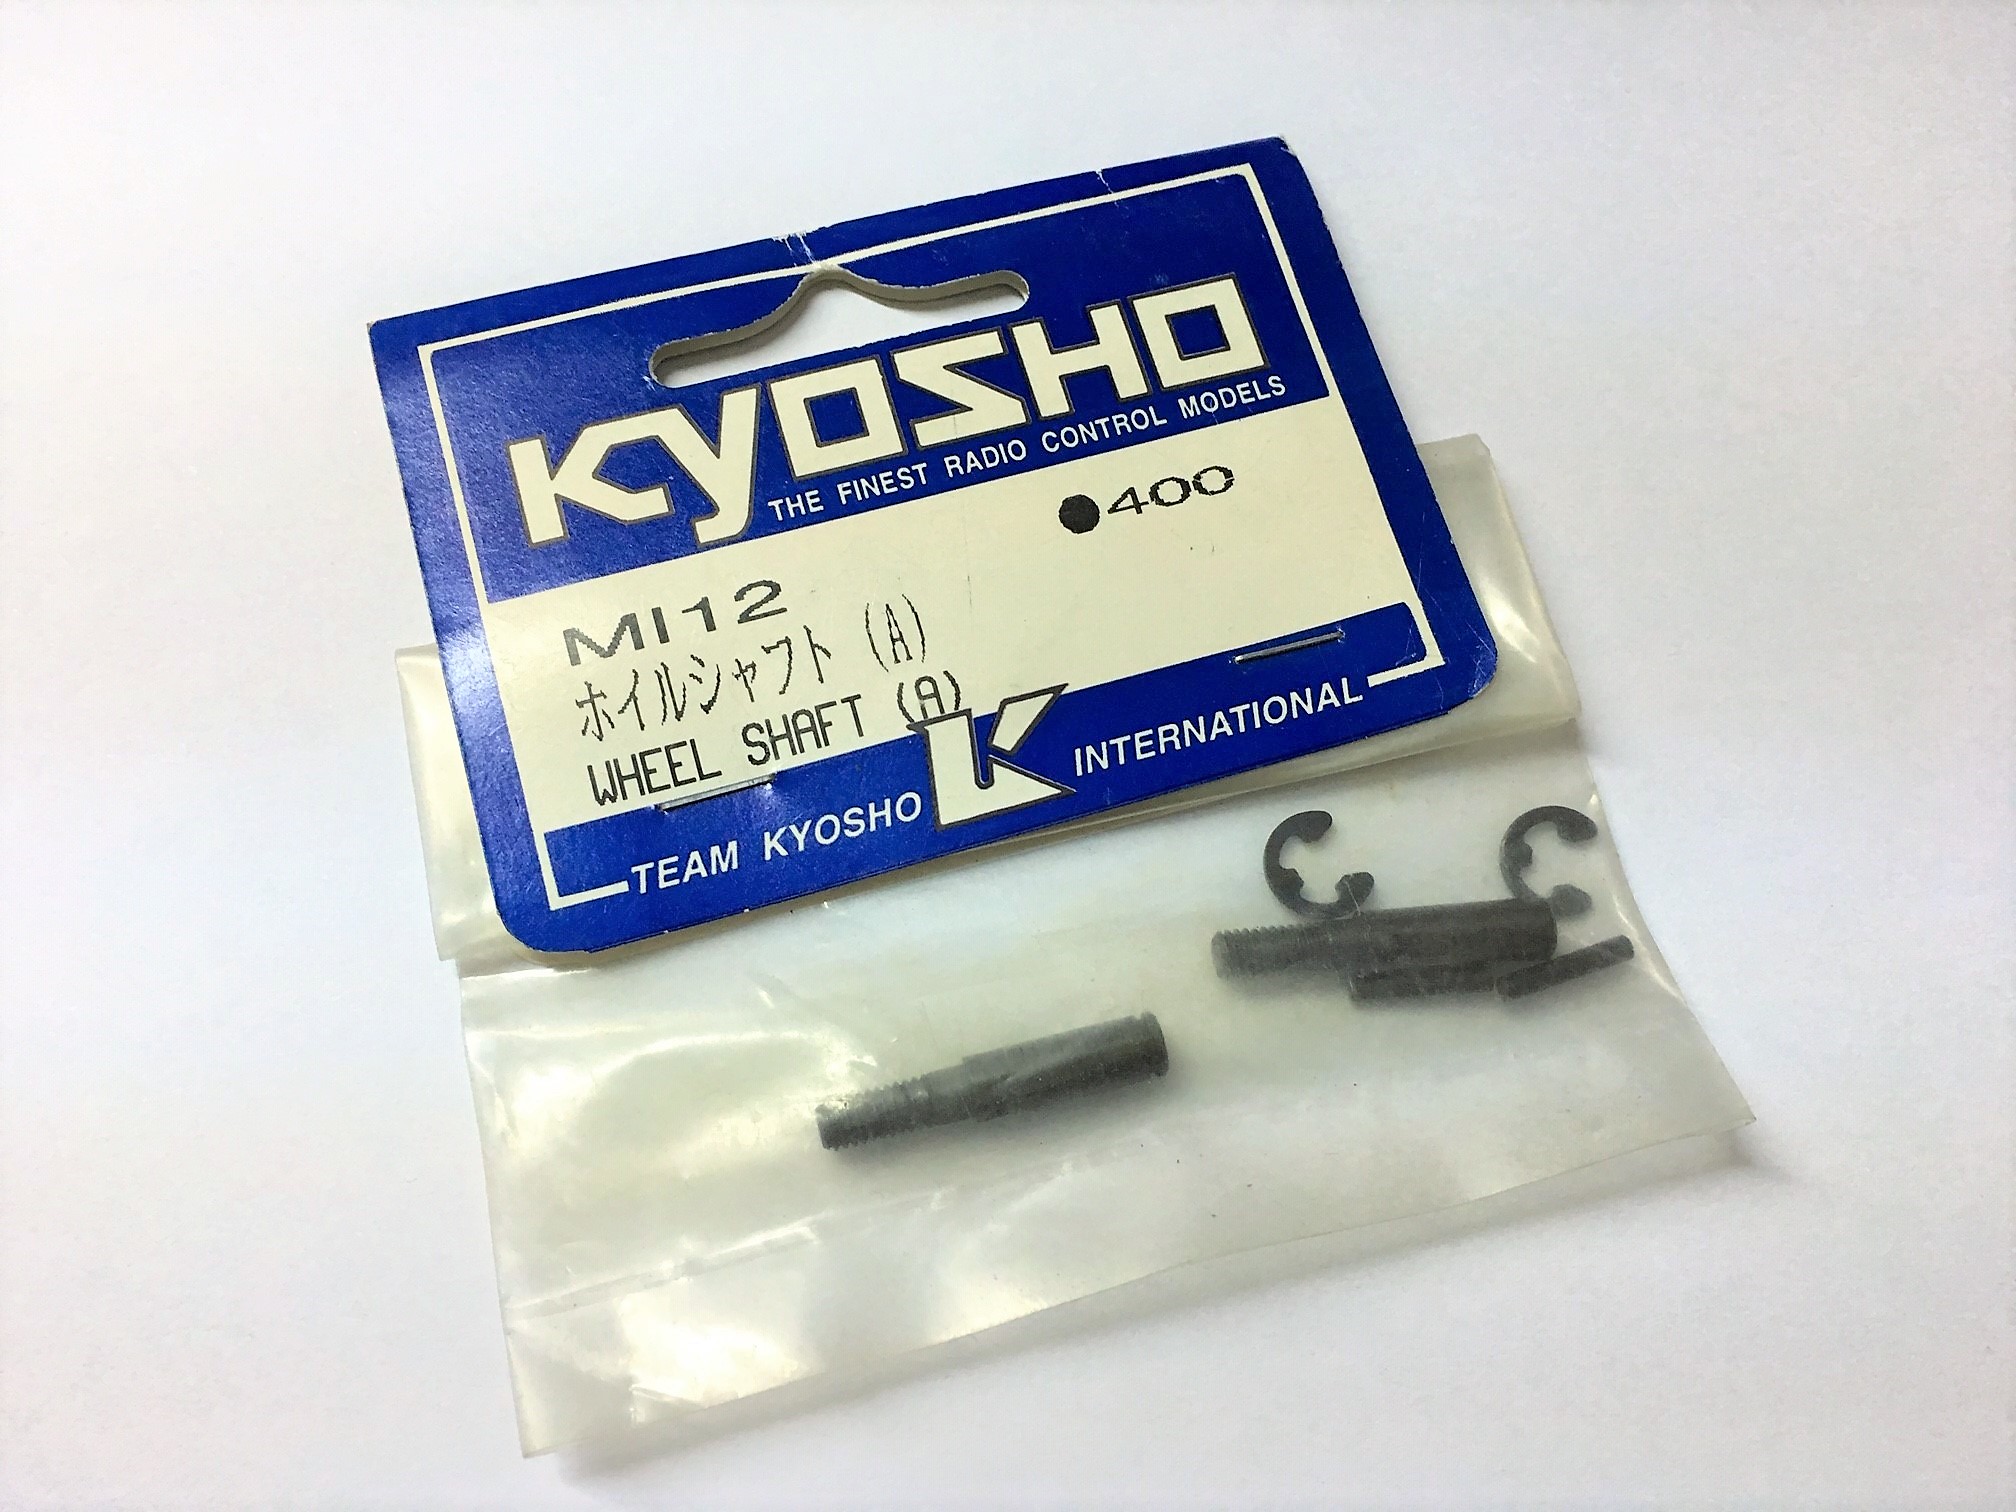 KYOSHO
THE FINEST RADIO CONTROL MODELS
●400
MI12
ホイルシャフト (A)
WHEEL SHAFT (A)
TEAM KYOSHO K INTERNATIONAL